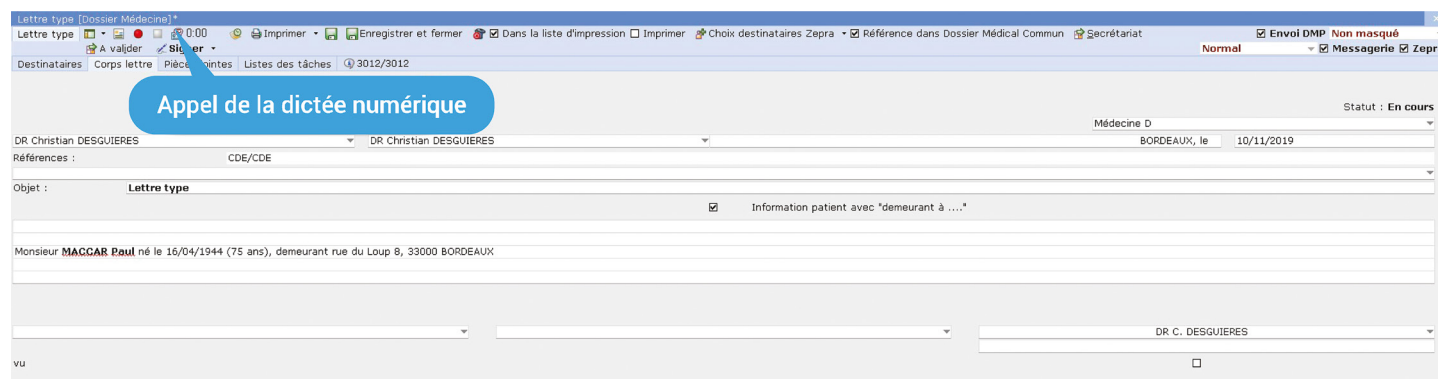 Lettre type [Dossier Médecine]*
Lettre type 0:00 Imprimer Enregistrer et fermer Dans la liste d'impression Imprimer Choix destinataires Zepra Référence dans Dossier Médical Commun Secrétariat Envoi DMP Non masqué
A valider Signer Normal Messagerie Zepr
Destinataires Corps lettre Listes des tâches 3012/3012
Appel de la dictée numérique
Statut : En cours
Médecine D
DR Christian DESGUIERES DR Christian DESGUIERES BORDEAUX, le 10/11/2019
Références : CDE/CDE
Objet : Lettre type
Information patient avec "demeurant à ...."
Monsieur MACCAR Paul né le 16/04/1944 (75 ans), demeurant rue du Loup 8, 33000 BORDEAUX
DR C. DESGUIERES
vu